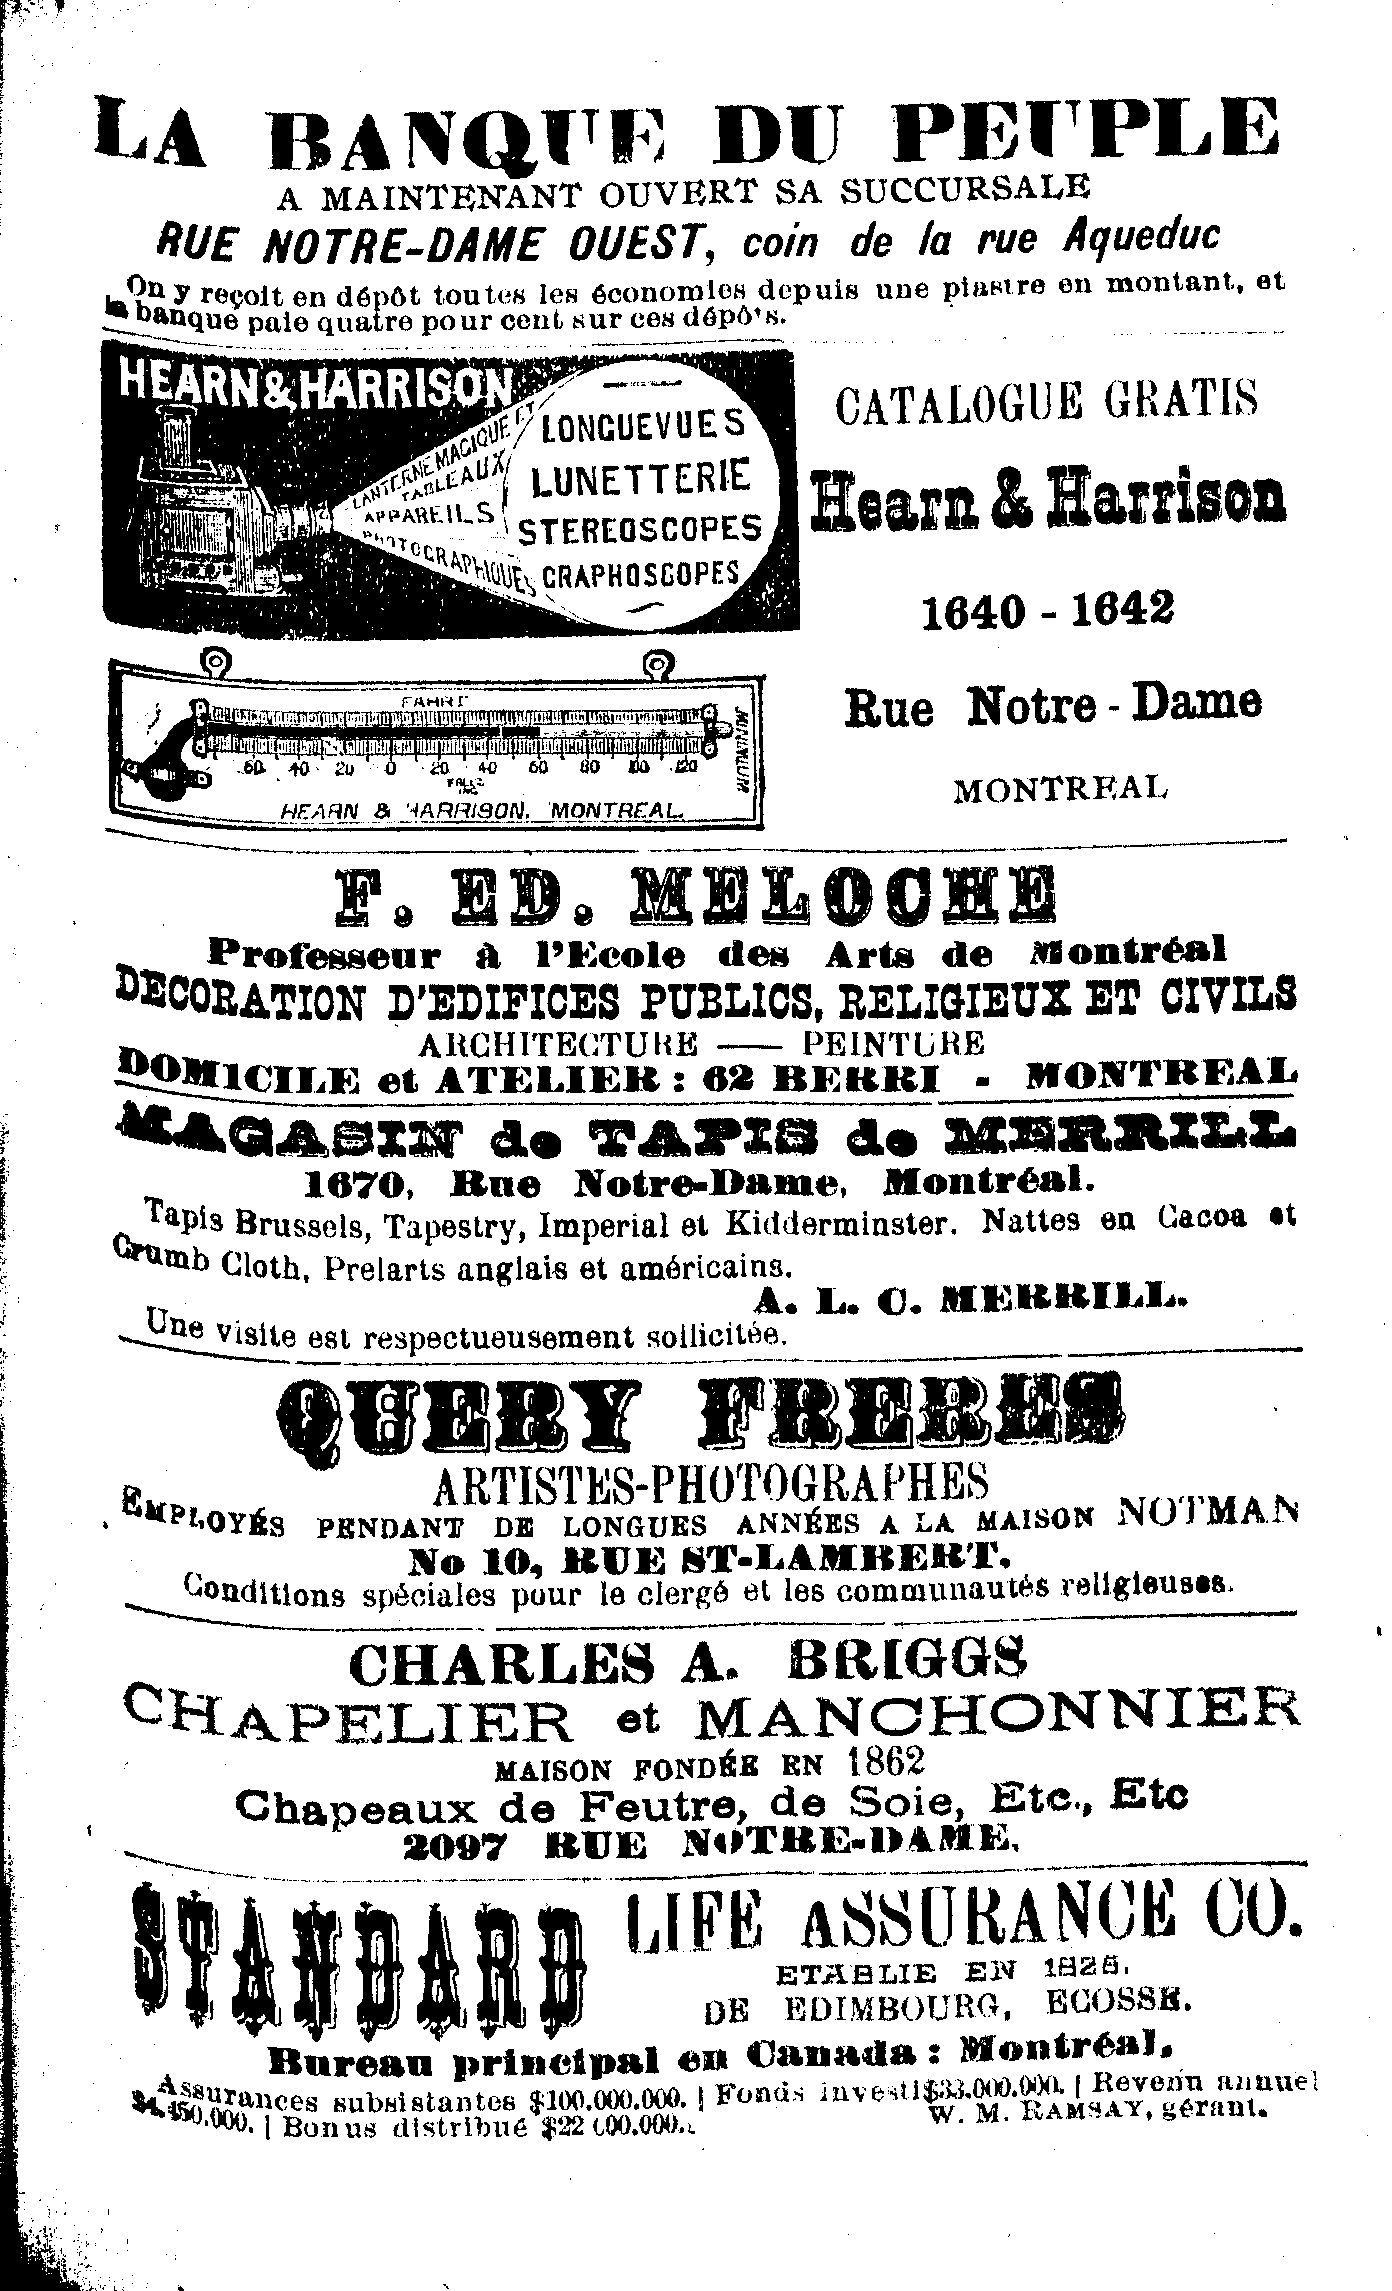 LA BANQUE DU PEUPLE
A MAINTENANT OUVERT SA SUCCURSALE
RUE NOTRE-DAME OUEST, coin de la rue Aqueduc
On y reçoit en dépôt toutes les économies depuis une piastre en montant, et
la banque paie quatre pour cent sur ces dépô's.
HEARN & HARRISON
LANTERNE MAGIQUE ET
TABLEAUX
APPAREILS
PHOTOGRAPHIQUES
LONGUEVUES
LUNETTERIE
STEREOSCOPES
GRAPHOSCOPES
CATALOGUE GRATIS
Hearn & Harrison
1640 - 1642
Rue Notre-Dame
MONTREAL
FAHRT
60 40 20 0 20 40 60 80 100 120
MINIMUM
HEARN & HARRISON, MONTREAL.
F. ED. MELOCHE
Professeur à l'Ecole des Arts de Montréal
DECORATION D'EDIFICES PUBLICS, RELIGIEUX ET CIVILS
ARCHITECTURE — PEINTURE
DOMICILE et ATELIER : 62 BERRI - MONTREAL
MAGASIN de TAPIS de MERRILL
1670, Rue Notre-Dame, Montréal.
Tapis Brussels, Tapestry, Imperial et Kidderminster. Nattes en Cacoa et
Crumb Cloth, Prelarts anglais et américains.
A. L. C. MERRILL.
Une visite est respectueusement sollicitée.
QUERY FRERES
ARTISTES-PHOTOGRAPHES
EMPLOYÉS PENDANT DE LONGUES ANNÉES A LA MAISON NOTMAN
No 10, RUE ST-LAMBERT.
Conditions spéciales pour le clergé et les communautés religieuses.
CHARLES A. BRIGGS
CHAPELIER et MANCHONNIER
MAISON FONDÉE EN 1862
Chapeaux de Feutre, de Soie, Etc., Etc
2097 RUE NOTRE-DAME.
STANDARD LIFE ASSURANCE CO.
ETABLIE EN 1825.
DE EDIMBOURG, ECOSSE.
Bureau principal en Canada : Montréal.
Assurances subsistantes $100.000.000. | Fonds investi $33.000.000. | Revenu annuel
$4.450.000. | Bonus distribué $22 000.000.
W. M. RAMSAY, gérant.